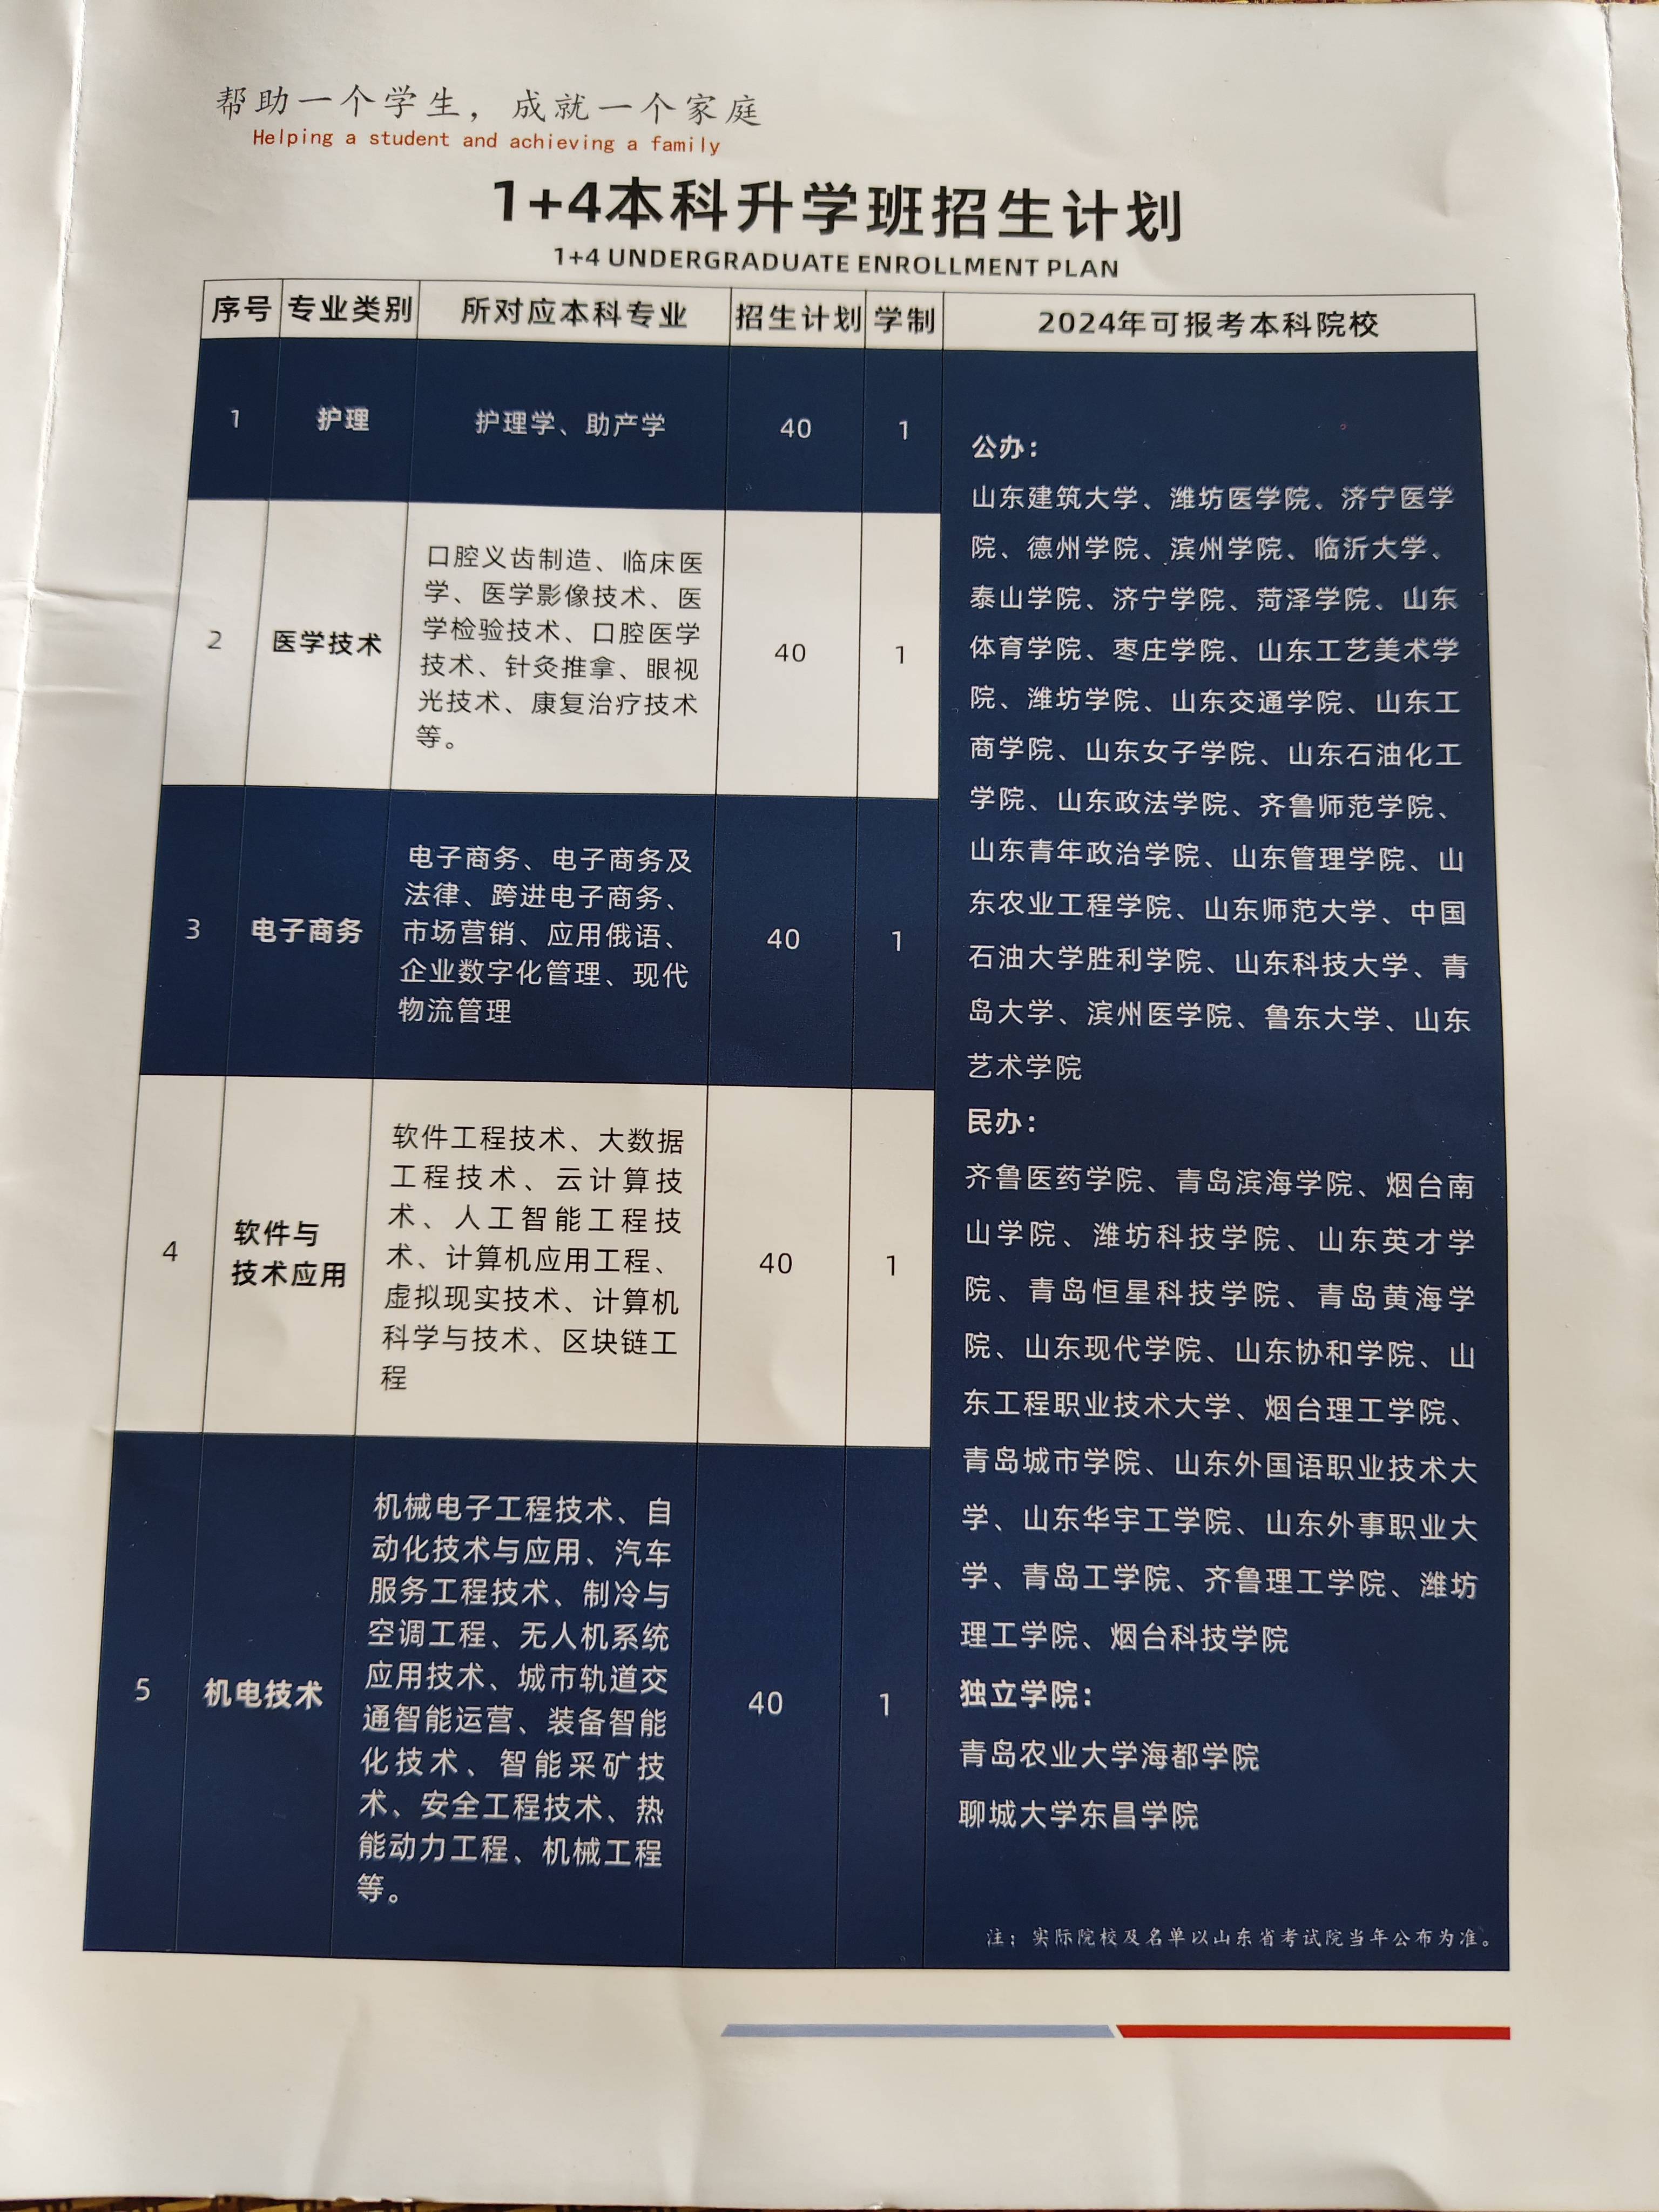 帮助一个学生，成就一个家庭
Helping a student and achieving a family
1+4本科升学班招生计划
1+4 UNDERGRADUATE ENROLLMENT PLAN
序号 专业类别 所对应本科专业 招生计划 学制 2024年可报考本科院校
1 护理 护理学、助产学 40 1
2 医学技术 40 1
口腔义齿制造、临床医
学、医学影像技术、医
学检验技术、口腔医学
技术、针灸推拿、眼视
光技术、康复治疗技术
等。
3 电子商务 40 1
电子商务、电子商务及
法律、跨进电子商务、
市场营销、应用俄语、
企业数字化管理、现代
物流管理
4 软件与 40 1
技术应用
软件工程技术、大数据
工程技术、云计算技
术、人工智能工程技
术、计算机应用工程、
虚拟现实技术、计算机
科学与技术、区块链工
程
5 机电技术 40 1
机械电子工程技术、自
动化技术与应用、汽车
服务工程技术、制冷与
空调工程、无人机系统
应用技术、城市轨道交
通智能运营、装备智能
化技术、智能采矿技
术、安全工程技术、热
能动力工程、机械工程
等。
公办：
山东建筑大学、潍坊医学院、济宁医学
院、德州学院、滨州学院、临沂大学、
泰山学院、济宁学院、菏泽学院、山东
体育学院、枣庄学院、山东工艺美术学
院、潍坊学院、山东交通学院、山东工
商学院、山东女子学院、山东石油化工
学院、山东政法学院、齐鲁师范学院、
山东青年政治学院、山东管理学院、山
东农业工程学院、山东师范大学、中国
石油大学胜利学院、山东科技大学、青
岛大学、滨州医学院、鲁东大学、山东
艺术学院
民办：
齐鲁医药学院、青岛滨海学院、烟台南
山学院、潍坊科技学院、山东英才学
院、青岛恒星科技学院、青岛黄海学
院、山东现代学院、山东协和学院、山
东工程职业技术大学、烟台理工学院、
青岛城市学院、山东外国语职业技术大
学、山东华宇工学院、山东外事职业大
学、青岛工学院、齐鲁理工学院、潍坊
理工学院、烟台科技学院
独立学院：
青岛农业大学海都学院
聊城大学东昌学院
注：实际院校及名单以山东省考试院当年公布为准。